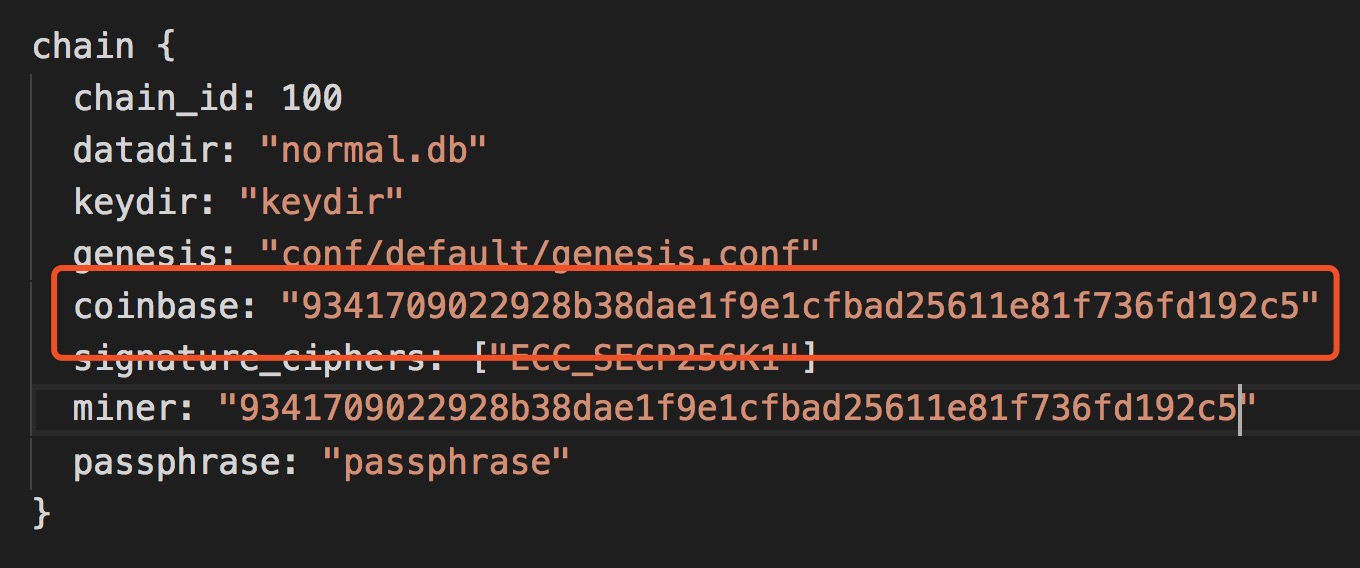 chain {
chain_id: 100
datadir: "normal.db"
keydir: "keydir"
genesis: "conf/default/genesis.conf"
coinbase: "9341709022928b38dae1f9e1cfbad25611e81f736fd192c5"
signature_ciphers: ["ECC_SECP256K1"]
miner: "9341709022928b38dae1f9e1cfbad25611e81f736fd192c5"
passphrase: "passphrase"
}